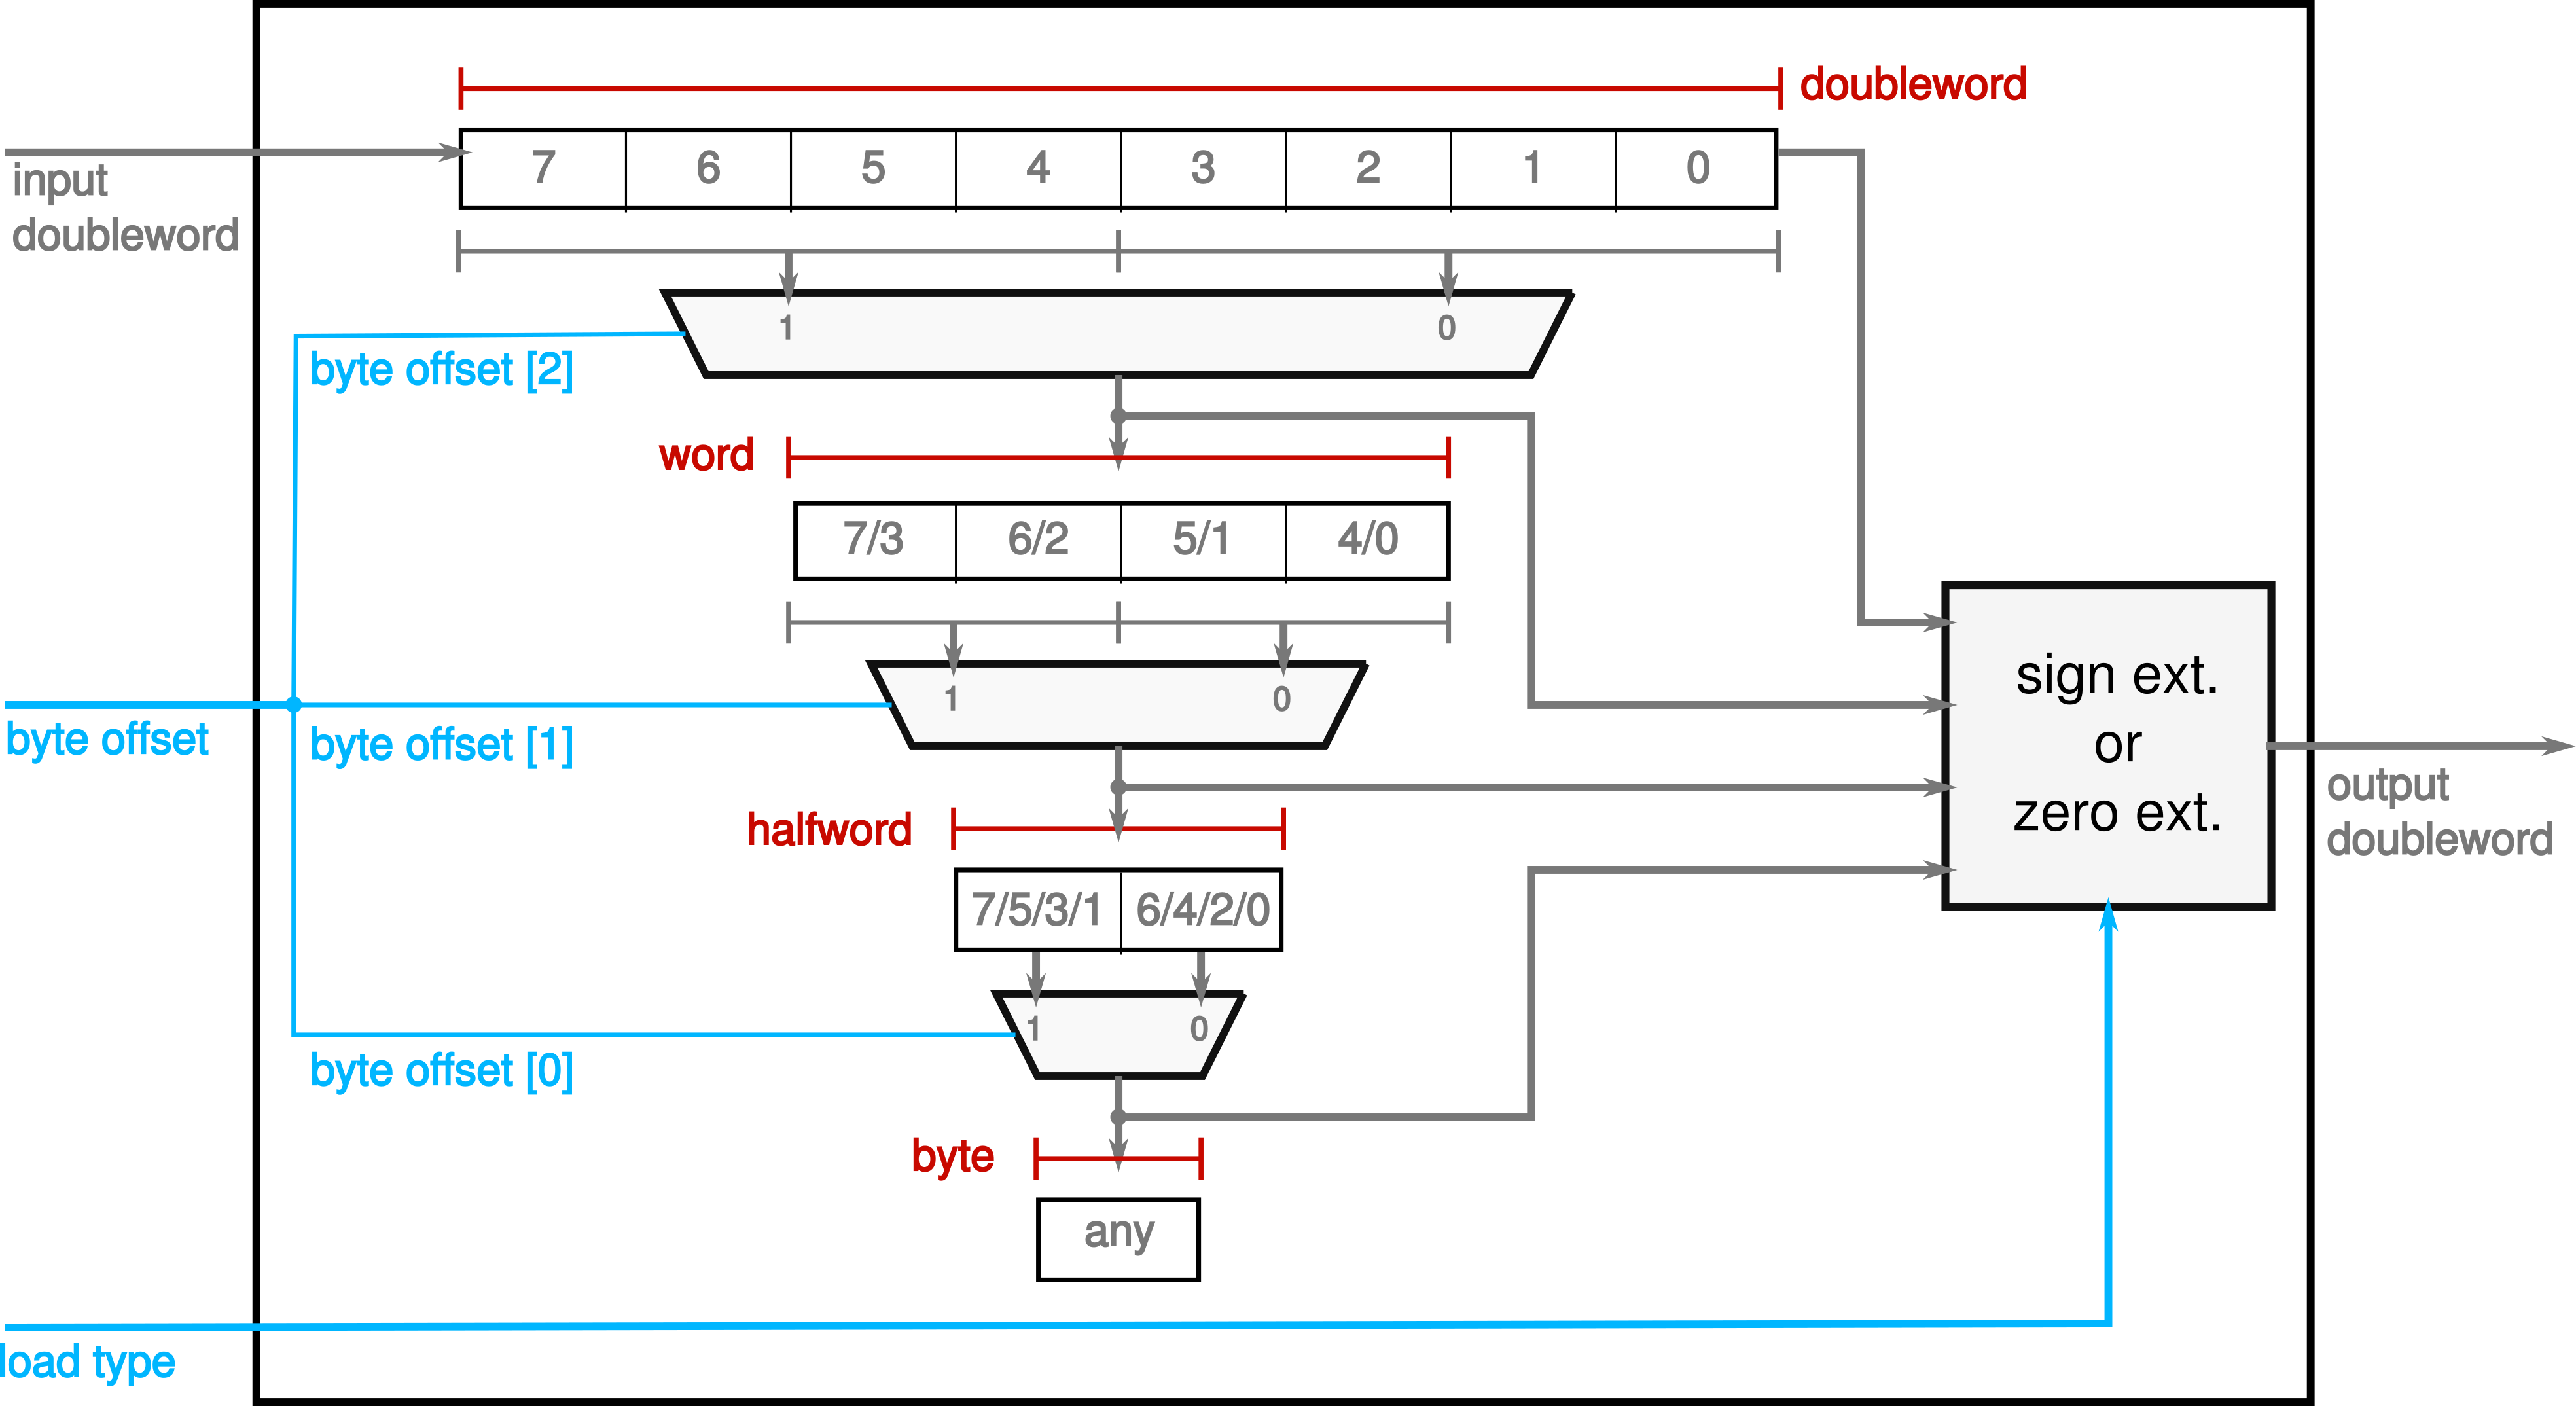 doubleword
input
doubleword
7 6 5 4 3 2 1 0
1 0
byte offset [2]
word
7/3 6/2 5/1 4/0
1 0
byte offset
byte offset [1]
sign ext.
or
zero ext.
output
doubleword
halfword
7/5/3/1 6/4/2/0
1 0
byte offset [0]
byte
any
load type